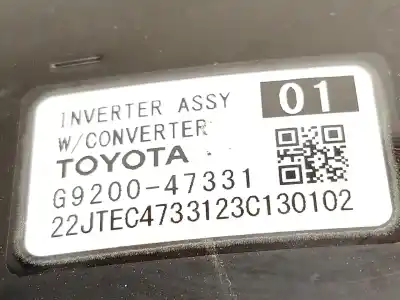 INVERTER ASSY 01
W/CONVERTER
TOYOTA
G9200-47331
22JTEC4733123C130102